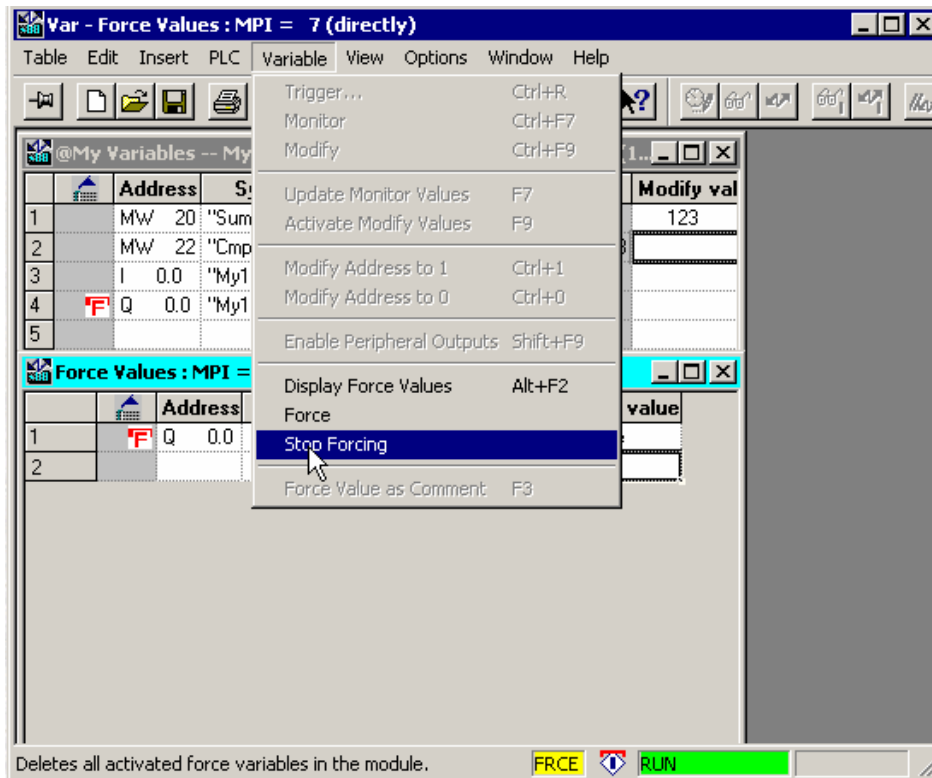 Var - Force Values : MPI = 7 (directly)
Table Edit Insert PLC Variable View Options Window Help
Trigger... Ctrl+R
Monitor Ctrl+F7
Modify Ctrl+F9
Update Monitor Values F7
Activate Modify Values F9
Modify Address to 1 Ctrl+1
Modify Address to 0 Ctrl+0
Enable Peripheral Outputs Shift+F9
Display Force Values Alt+F2
Force
Stop Forcing
Force Value as Comment F3
@My Variables -- My (1...
Address Sy Modify val
1 MW 20 "Sum 123
2 MW 22 "Cmp
3 I 0.0 "My1
4 F Q 0.0 "My1
5
Force Values : MPI =
Address value
1 F Q 0.0
2
Deletes all activated force variables in the module. FRCE RUN